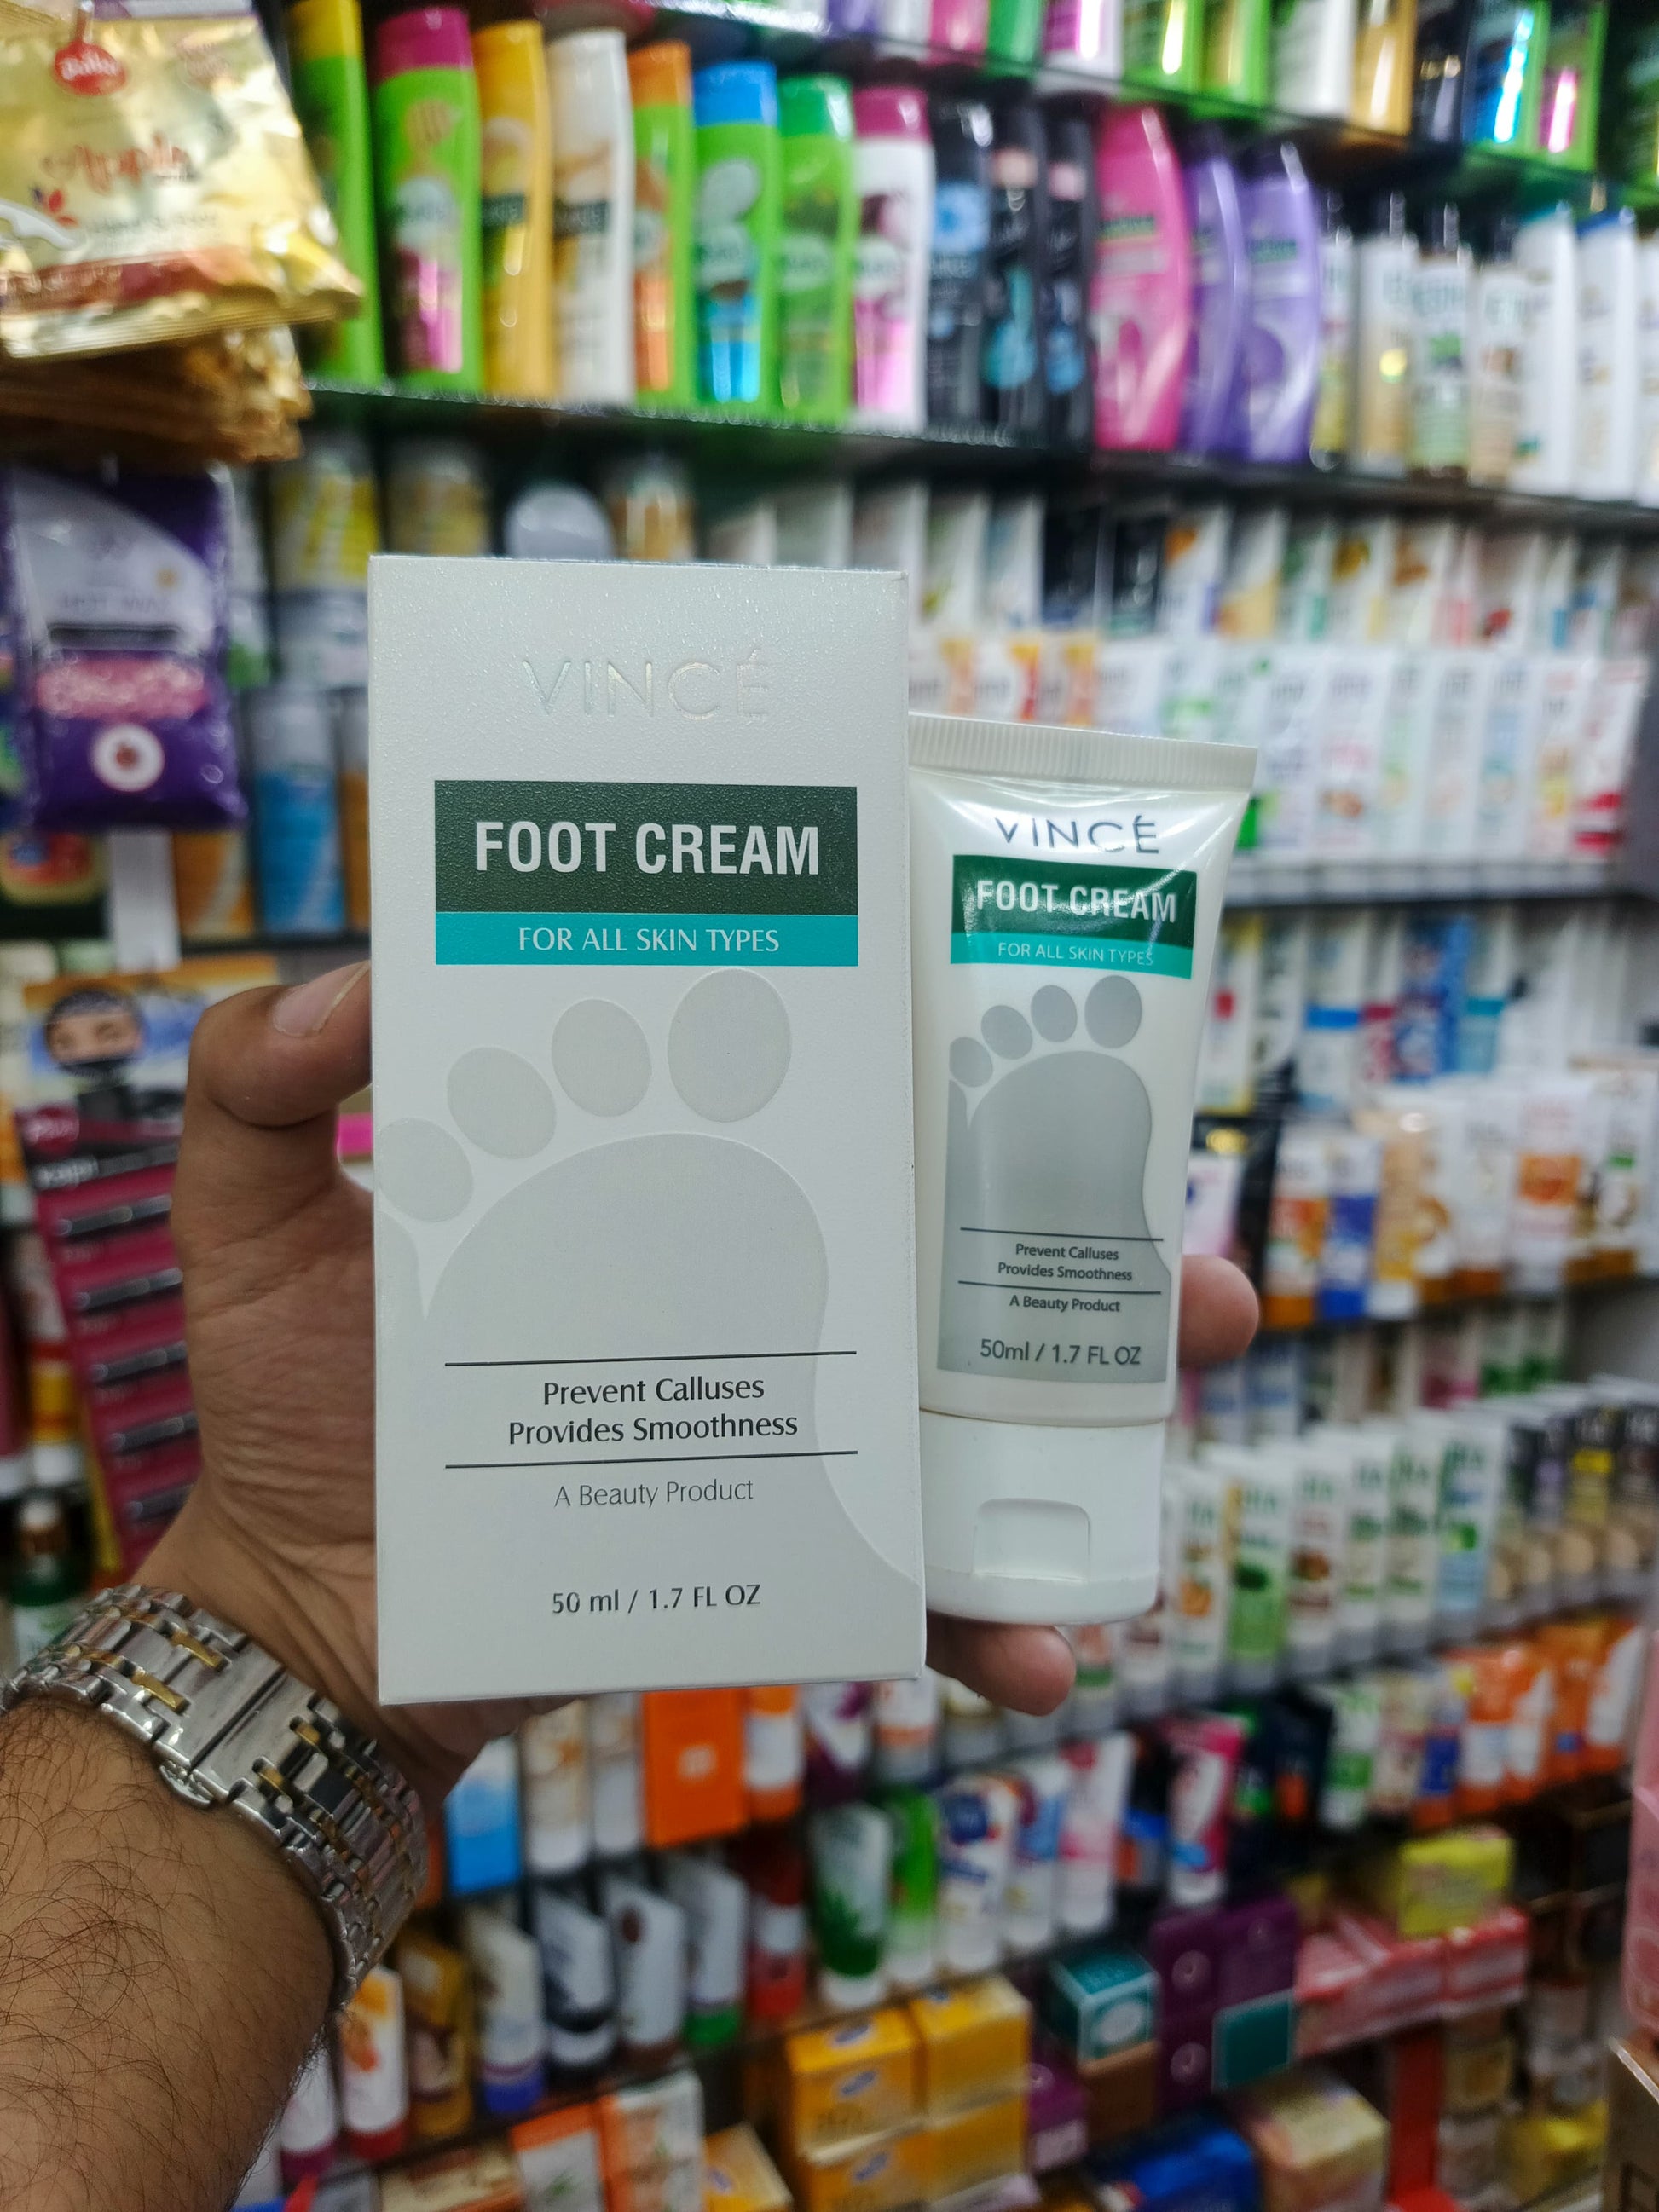 VINCÉ
FOOT CREAM
FOR ALL SKIN TYPES
Prevent Calluses
Provides Smoothness
A Beauty Product
50 ml / 1.7 FL OZ
VINCÉ
FOOT CREAM
FOR ALL SKIN TYPES
Prevent Calluses
Provides Smoothness
A Beauty Product
50ml / 1.7 FL OZ